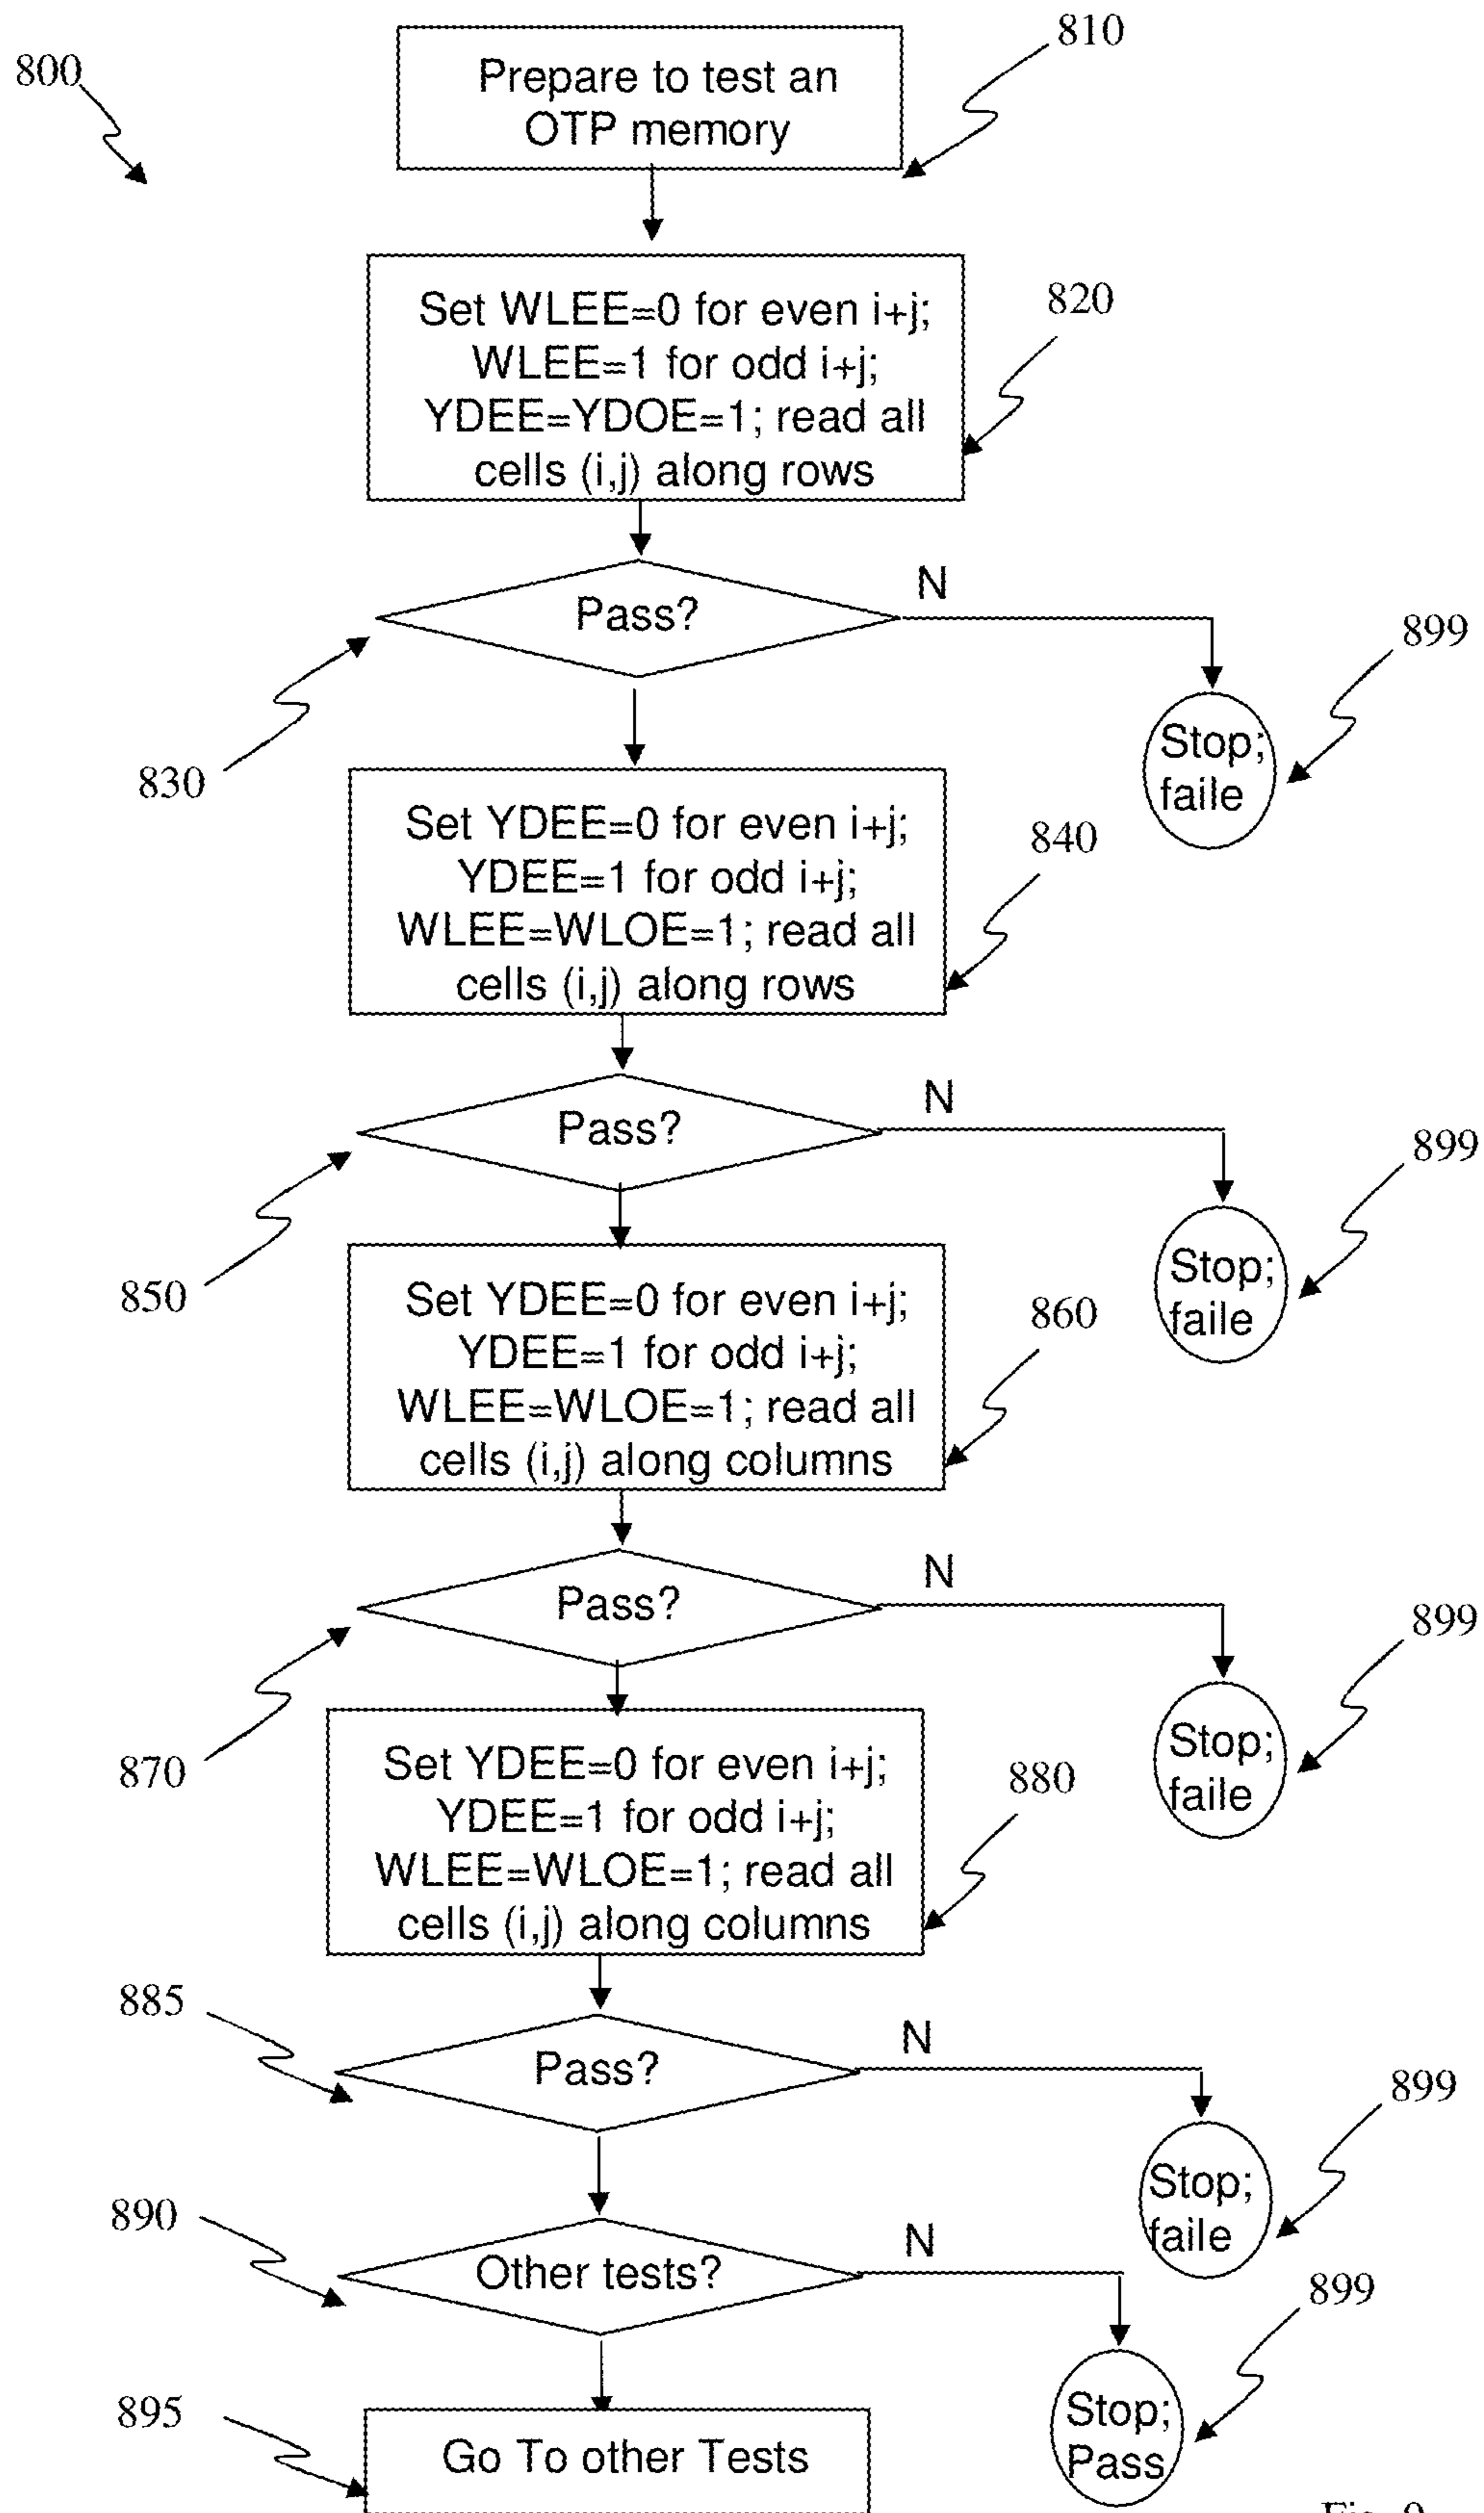 800
810
Prepare to test an
OTP memory
820
Set WLEE=0 for even i+j;
WLEE=1 for odd i+j;
YDEE=YDOE=1; read all
cells (i,j) along rows
Pass?
N
830
899
Stop;
faile
840
Set YDEE=0 for even i+j;
YDEE=1 for odd i+j;
WLEE=WLOE=1; read all
cells (i,j) along rows
Pass?
N
850
899
Stop;
faile
860
Set YDEE=0 for even i+j;
YDEE=1 for odd i+j;
WLEE=WLOE=1; read all
cells (i,j) along columns
Pass?
N
870
899
Stop;
faile
880
Set YDEE=0 for even i+j;
YDEE=1 for odd i+j;
WLEE=WLOE=1; read all
cells (i,j) along columns
885
Pass?
N
899
Stop;
faile
890
Other tests?
N
899
Stop;
Pass
895
Go To other Tests